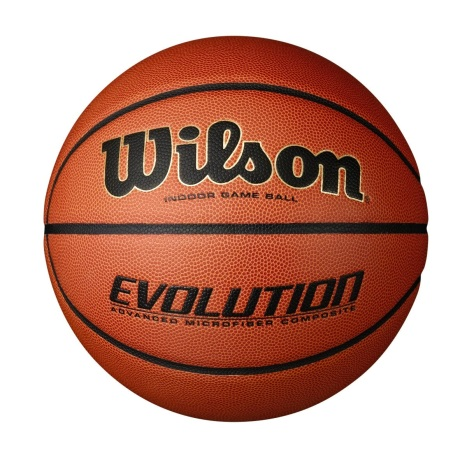 Wilson
INDOOR GAME BALL
EVOLUTION
ADVANCED MICROFIBER COMPOSITE